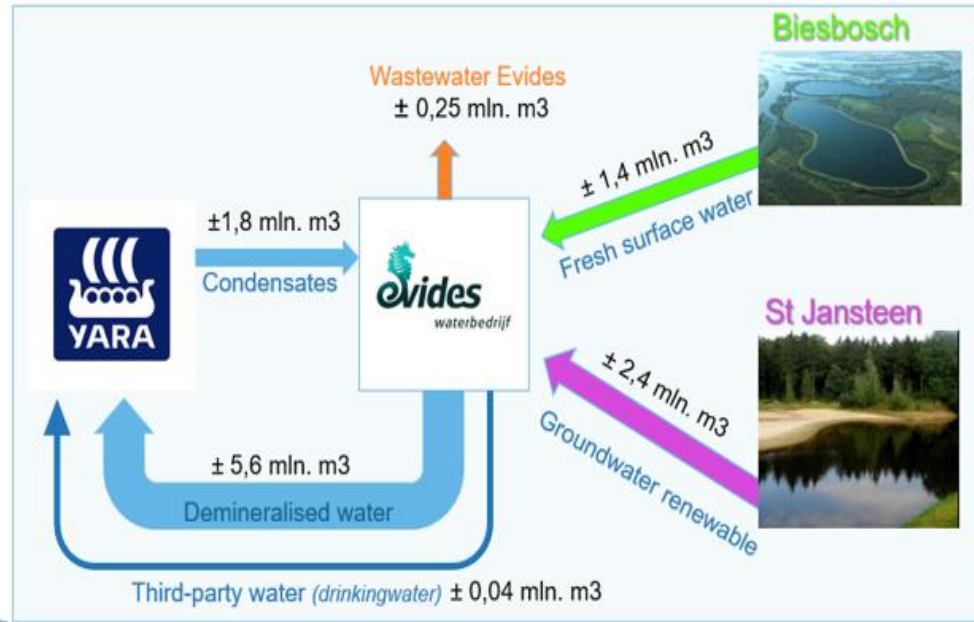 Biesbosch
Wastewater Evides
± 0,25 mln. m3
± 1,4 mln. m3
Fresh surface water
±1,8 mln. m3
Condensates
YARA
evides
waterbedrijf
St Jansteen
± 2,4 mln. m3
Groundwater renewable
± 5,6 mln. m3
Demineralised water
Third-party water (drinkingwater) ± 0,04 mln. m3